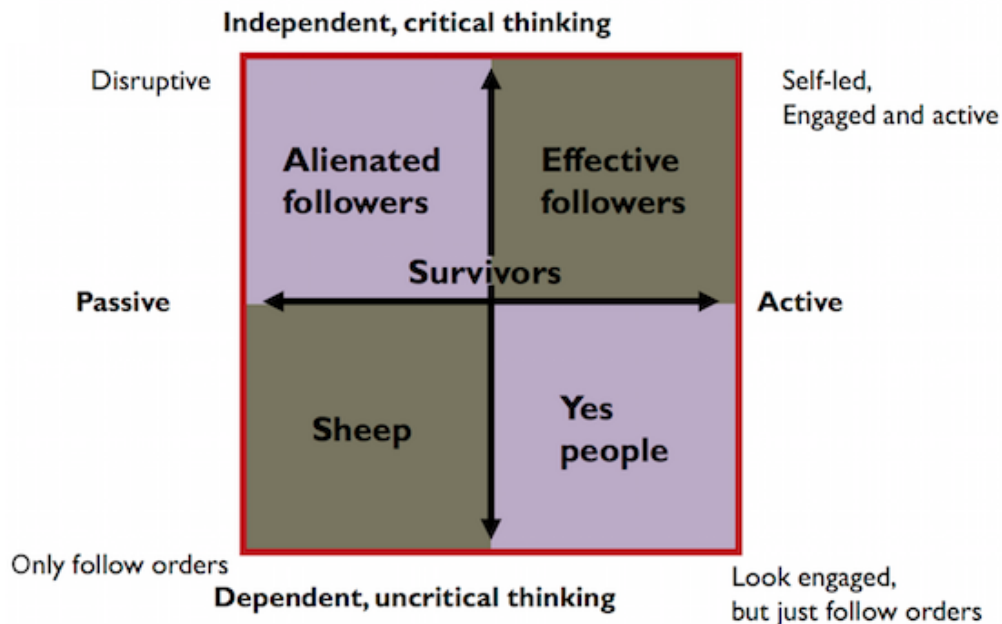 Independent, critical thinking
Disruptive
Self-led,
Engaged and active
Alienated
followers
Effective
followers
Survivors
Passive
Active
Sheep
Yes
people
Only follow orders
Dependent, uncritical thinking
Look engaged,
but just follow orders